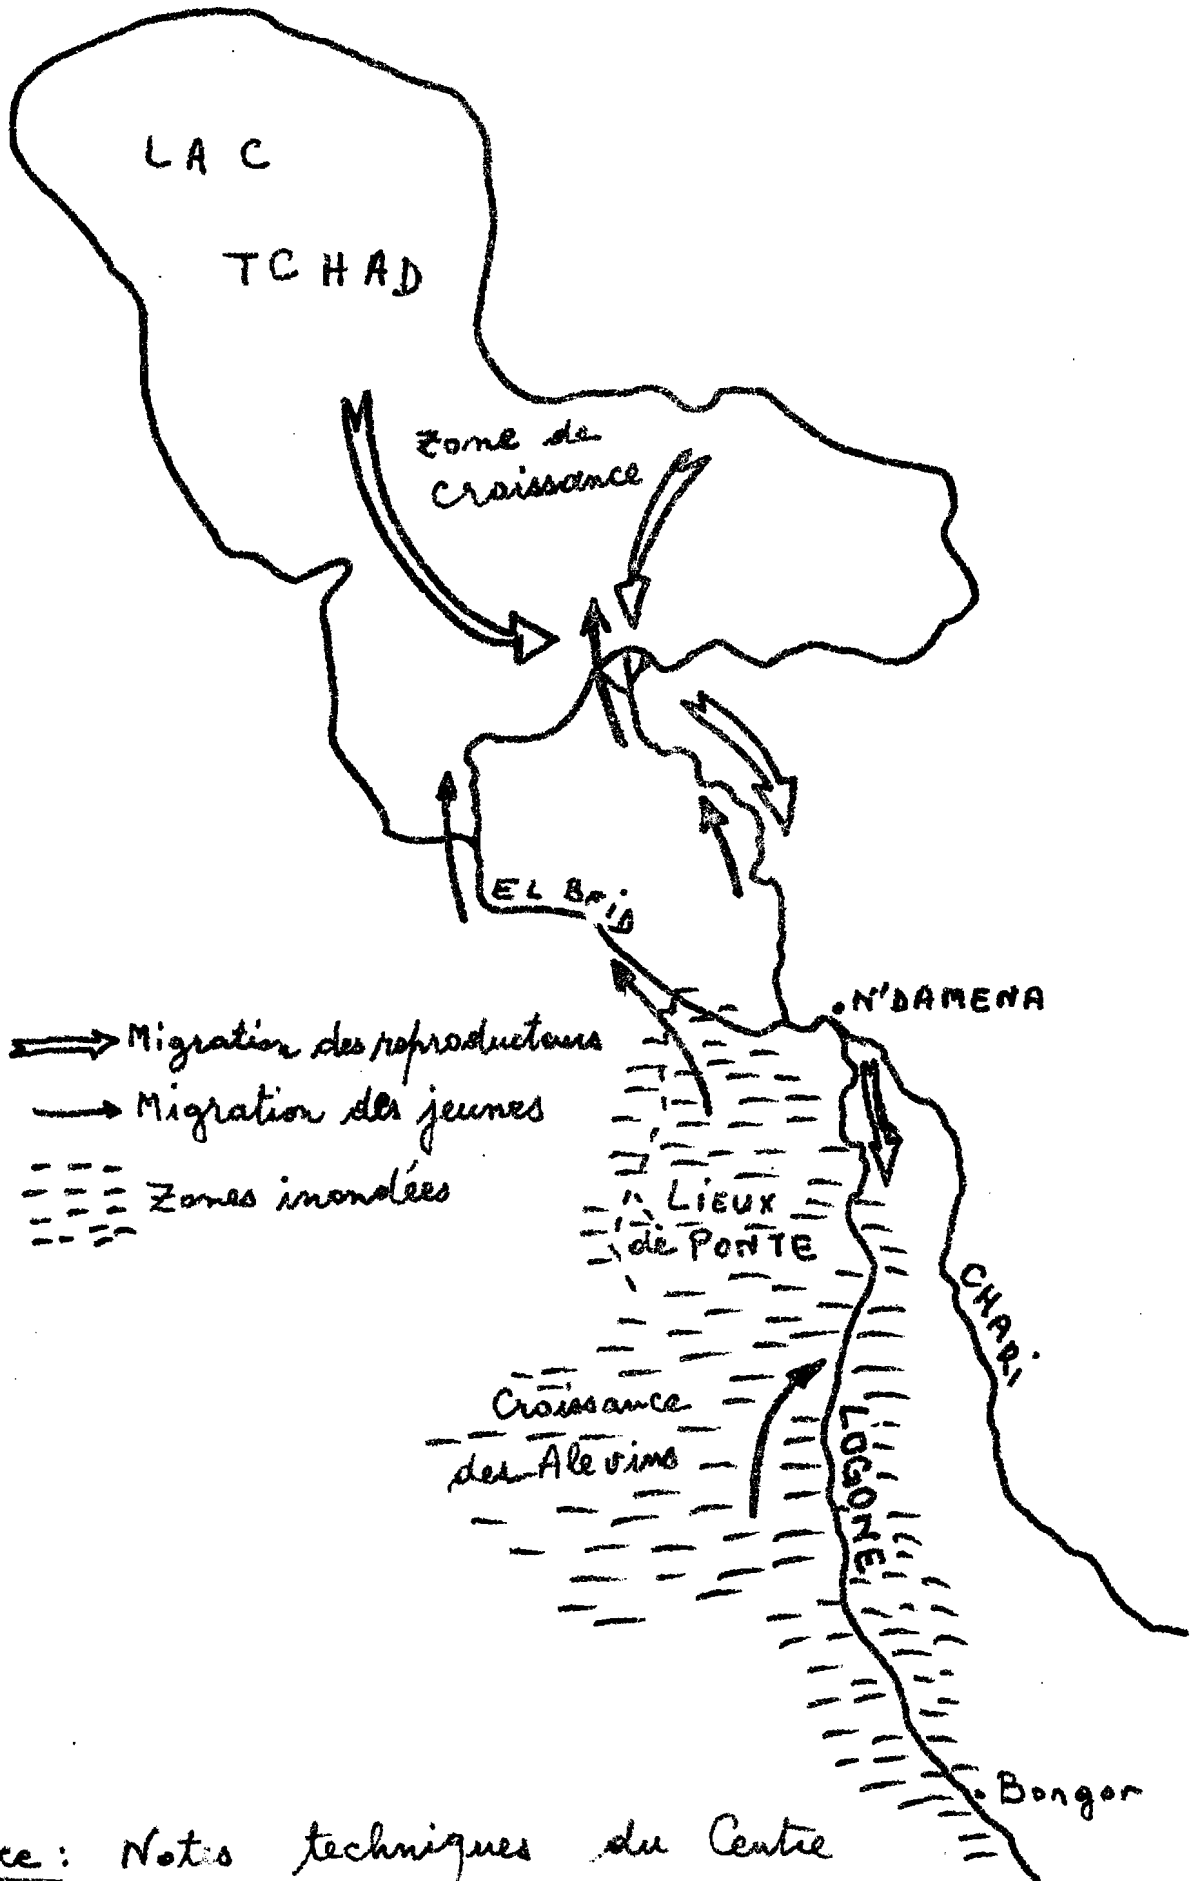 LAC
TCHAD
Zone de
Croissance
EL BEID
N'DAMENA
Migration des reproducteurs
Migration des jeunes
Zones inondées
LIEUX
de PONTE
CHARI
Croissance
des Alevins
LOGONE
Bongor
ce : Notes techniques du Centre